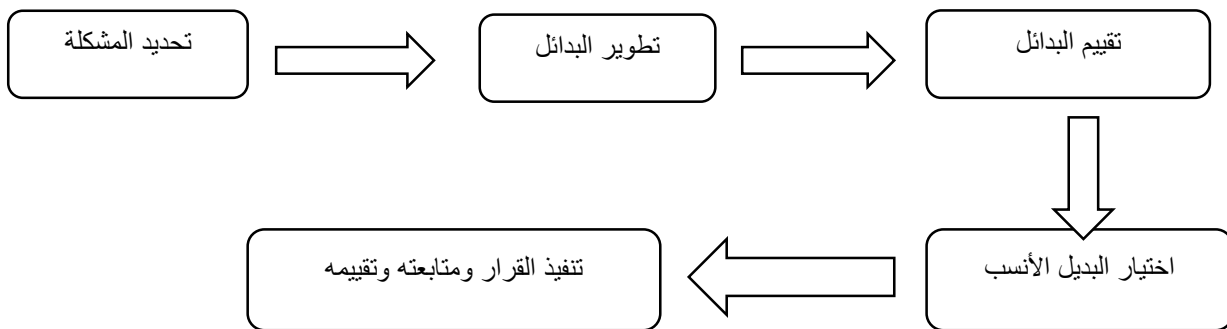 تحديد المشكلة
تطوير البدائل
تقييم البدائل
اختيار البديل الأنسب
تنفيذ القرار ومتابعته وتقييمه